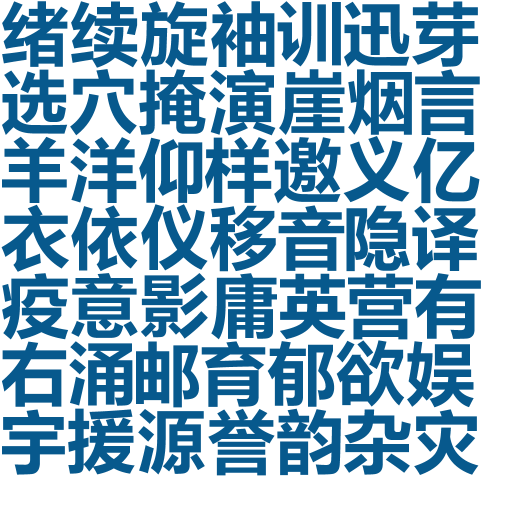 绪续旋袖训迅芽
选穴掩演崖烟言
羊洋仰样邀义亿
衣依仪移音隐译
疫意影庸英营有
右涌邮育郁欲娱
宇援源誉韵杂灾